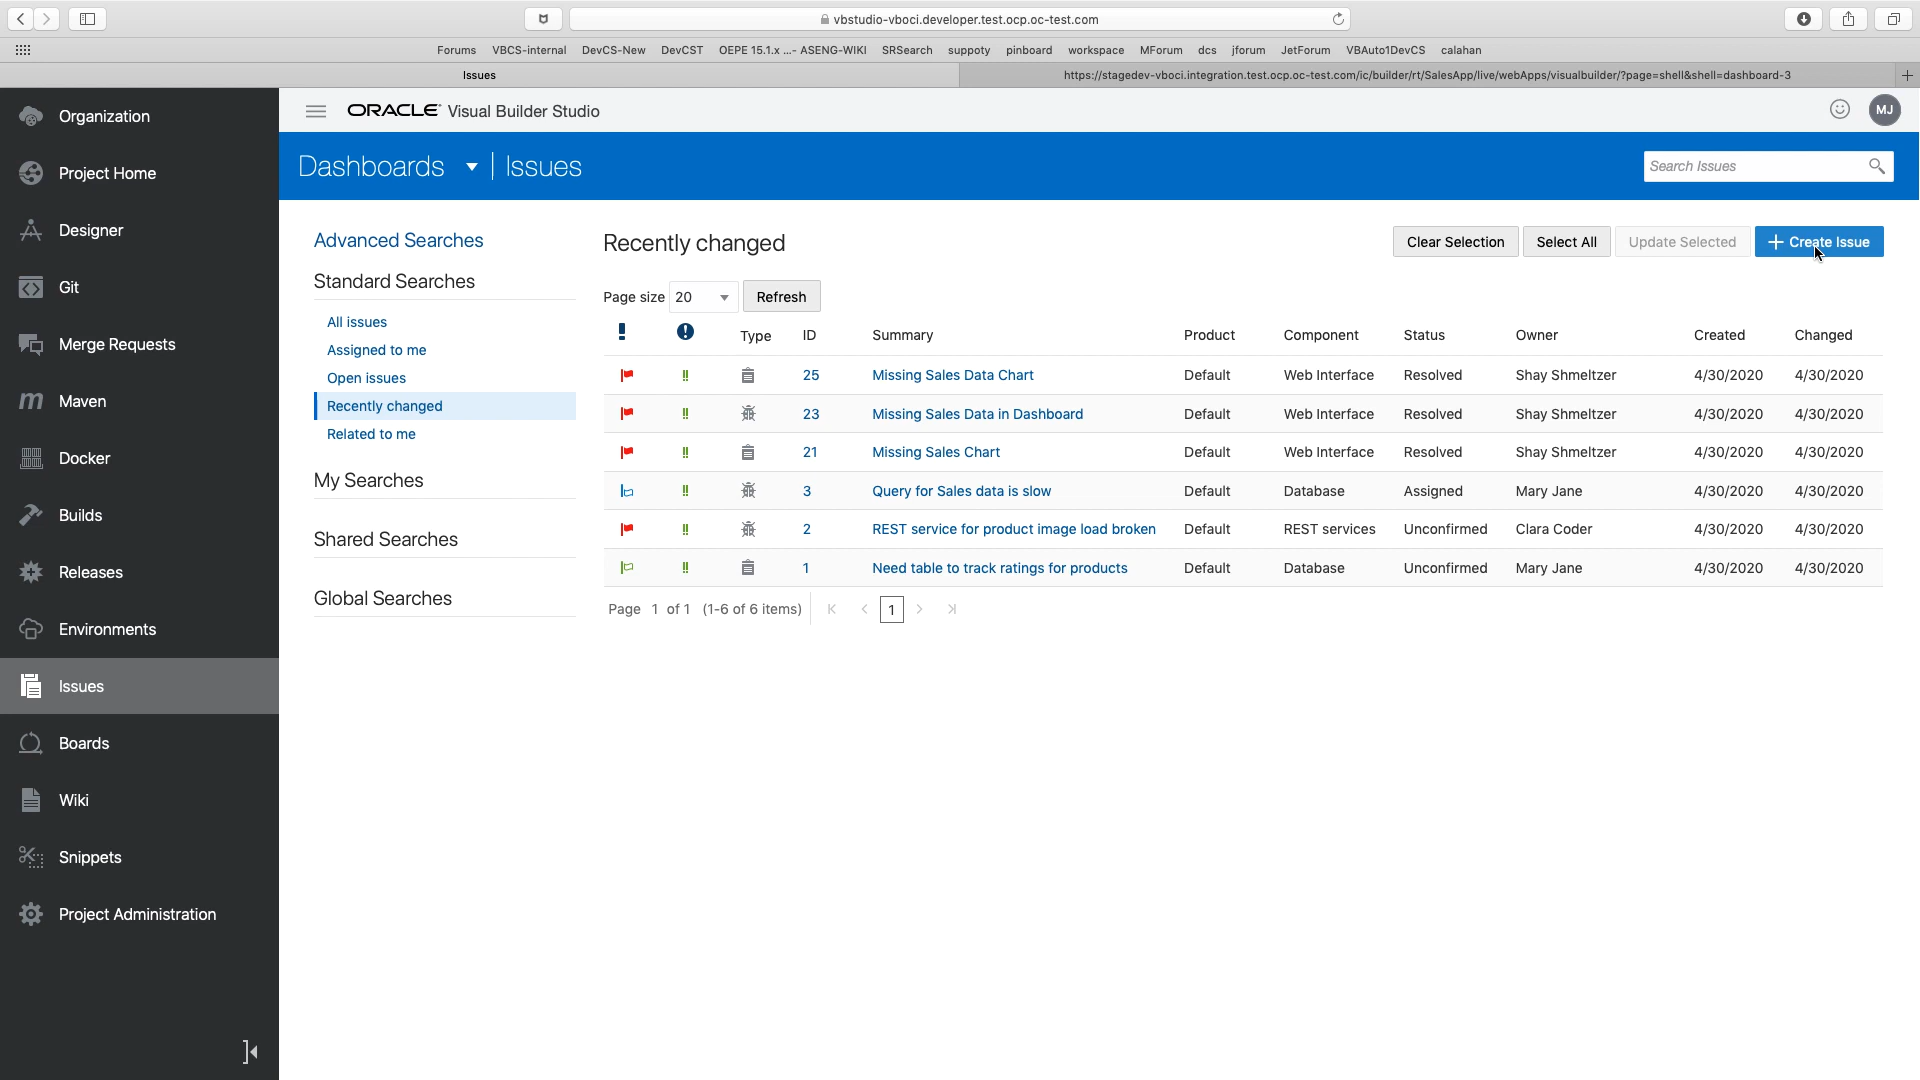 vbstudio-vboci.developer.test.ocp.oc-test.com
Forums VBCS-internal DevCS-New DevCST OEPE 15.1.x ...- ASENG-WIKI SRSearch suppoty pinboard workspace MForum dcs jforum JetForum VBAuto1DevCS calahan
Issues https://stagedev-vboci.integration.test.ocp.oc-test.com/ic/builder/rt/SalesApp/live/webApps/visualbuilder/?page=shell&shell=dashboard-3
Organization
Project Home
Designer
Git
Merge Requests
Maven
Docker
Builds
Releases
Environments
Issues
Boards
Wiki
Snippets
Project Administration
ORACLE Visual Builder Studio MJ
Dashboards | Issues Search Issues
Advanced Searches
Standard Searches
All issues
Assigned to me
Open issues
Recently changed
Related to me
My Searches
Shared Searches
Global Searches
Recently changed Clear Selection Select All Update Selected + Create Issue
Page size 20 Refresh
Type ID Summary Product Component Status Owner Created Changed
25 Missing Sales Data Chart Default Web Interface Resolved Shay Shmeltzer 4/30/2020 4/30/2020
23 Missing Sales Data in Dashboard Default Web Interface Resolved Shay Shmeltzer 4/30/2020 4/30/2020
21 Missing Sales Chart Default Web Interface Resolved Shay Shmeltzer 4/30/2020 4/30/2020
3 Query for Sales data is slow Default Database Assigned Mary Jane 4/30/2020 4/30/2020
2 REST service for product image load broken Default REST services Unconfirmed Clara Coder 4/30/2020 4/30/2020
1 Need table to track ratings for products Default Database Unconfirmed Mary Jane 4/30/2020 4/30/2020
Page 1 of 1 (1-6 of 6 items) 1